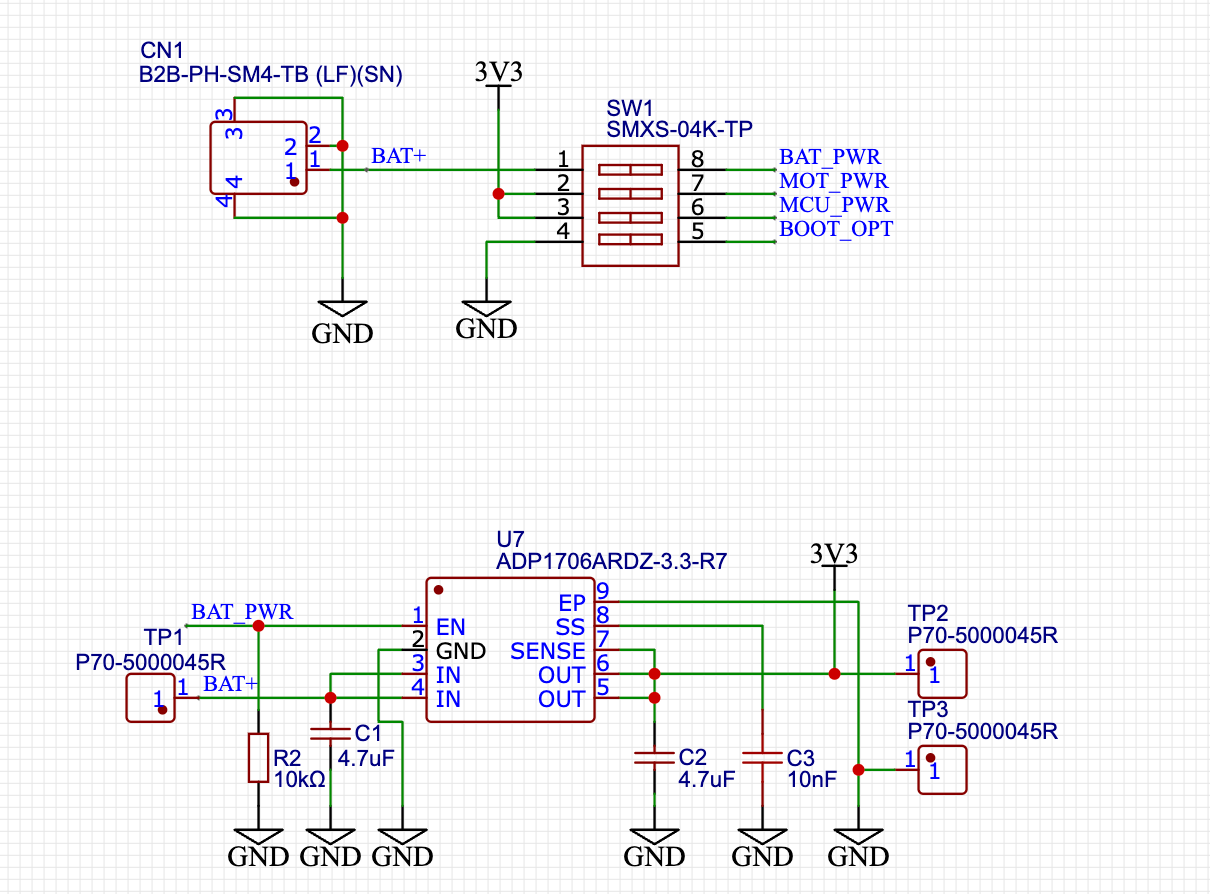 CN1
B2B-PH-SM4-TB (LF)(SN)
3
3
2
2
1
1
4
4
BAT+
GND
3V3
SW1
SMXS-04K-TP
1
2
3
4
8
7
6
5
BAT_PWR
MOT_PWR
MCU_PWR
BOOT_OPT
GND
U7
ADP1706ARDZ-3.3-R7
BAT_PWR
TP1
P70-5000045R
1
1
BAT+
1
2
3
4
EN
GND
IN
IN
EP
SS
SENSE
OUT
OUT
9
8
7
6
5
3V3
TP2
P70-5000045R
1
1
TP3
P70-5000045R
1
1
R2
10kΩ
C1
4.7uF
C2
4.7uF
C3
10nF
GND
GND
GND
GND
GND
GND